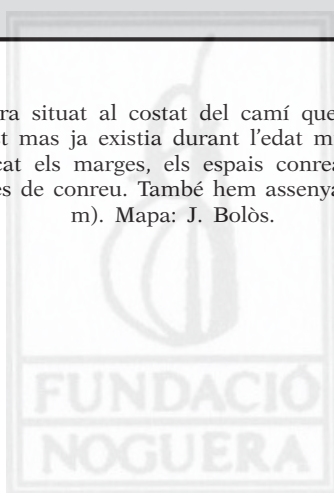 ra situat al costat del camí que
t mas ja existia durant l'edat m
cat els marges, els espais conrea
es de conreu. També hem assenya
m). Mapa: J. Bolòs.
FUNDACIÓ
NOGUERA